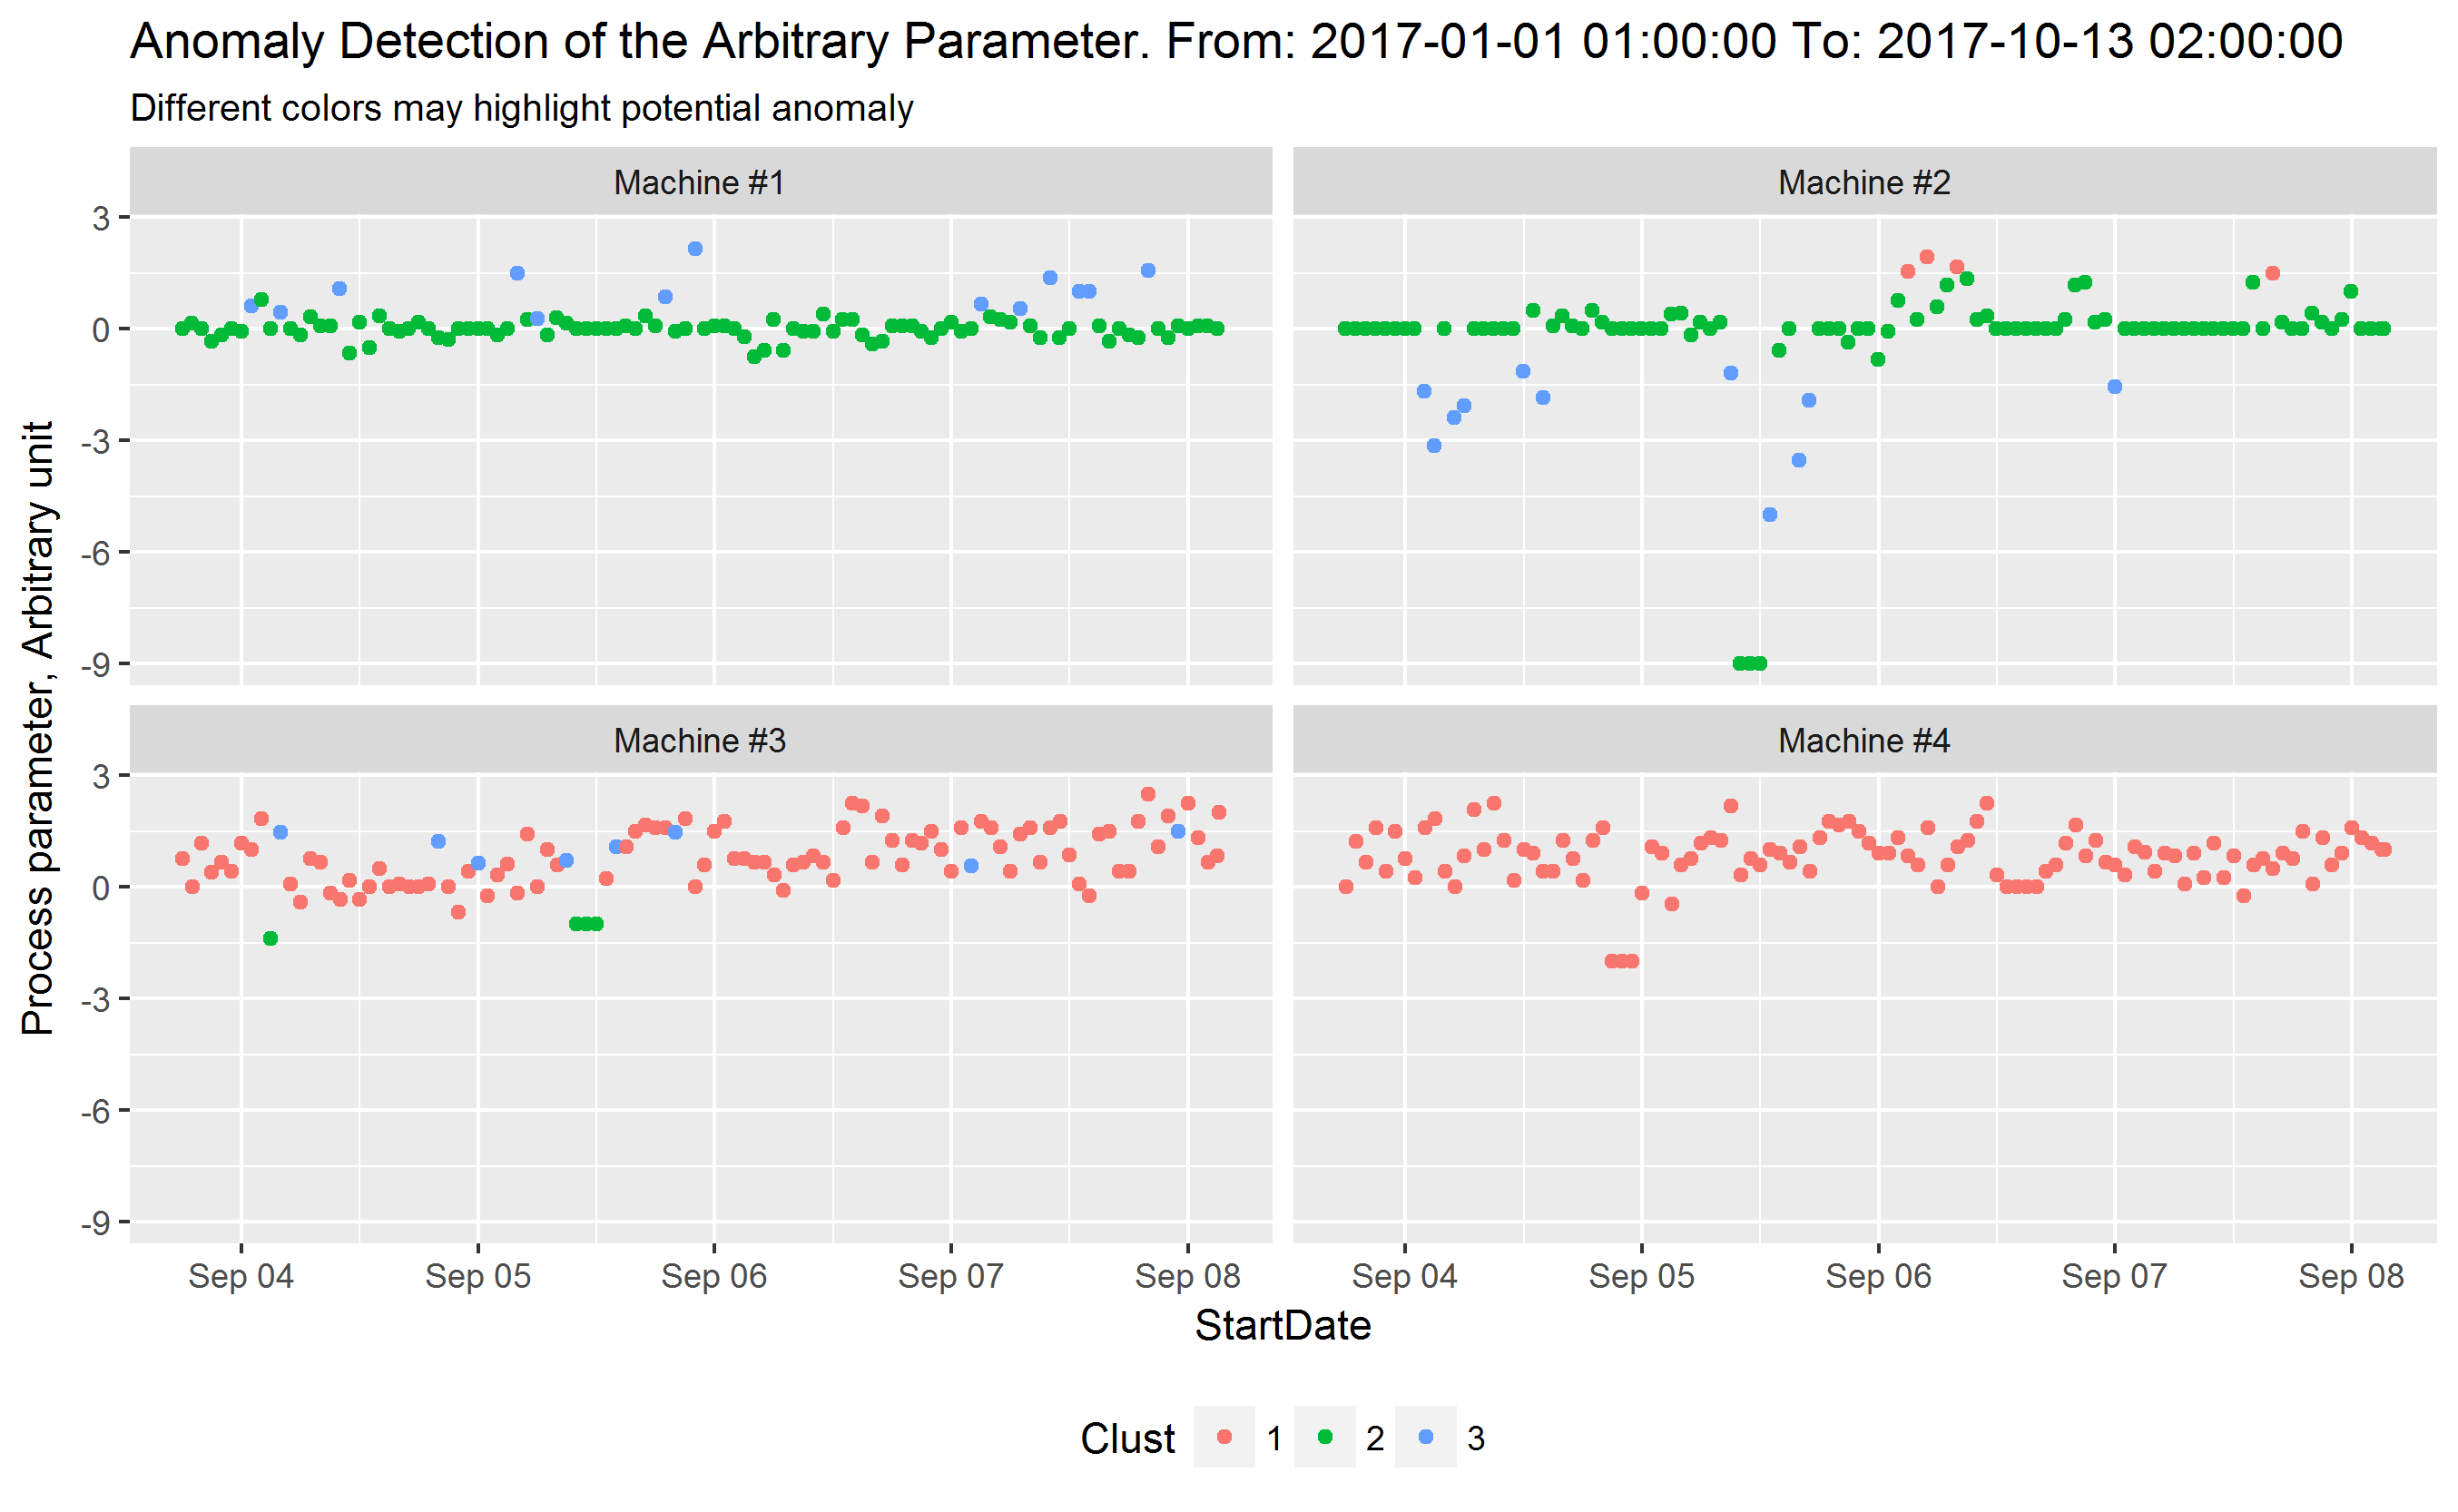 Anomaly Detection of the Arbitrary Parameter. From: 2017-01-01 01:00:00 To: 2017-10-13 02:00:00
Different colors may highlight potential anomaly
Machine #1
Machine #2
3
0
-3
-6
-9
Machine #3
Machine #4
3
0
-3
-6
-9
Process parameter, Arbitrary unit
Sep 04 Sep 05 Sep 06 Sep 07 Sep 08
Sep 04 Sep 05 Sep 06 Sep 07 Sep 08
StartDate
Clust 1 2 3